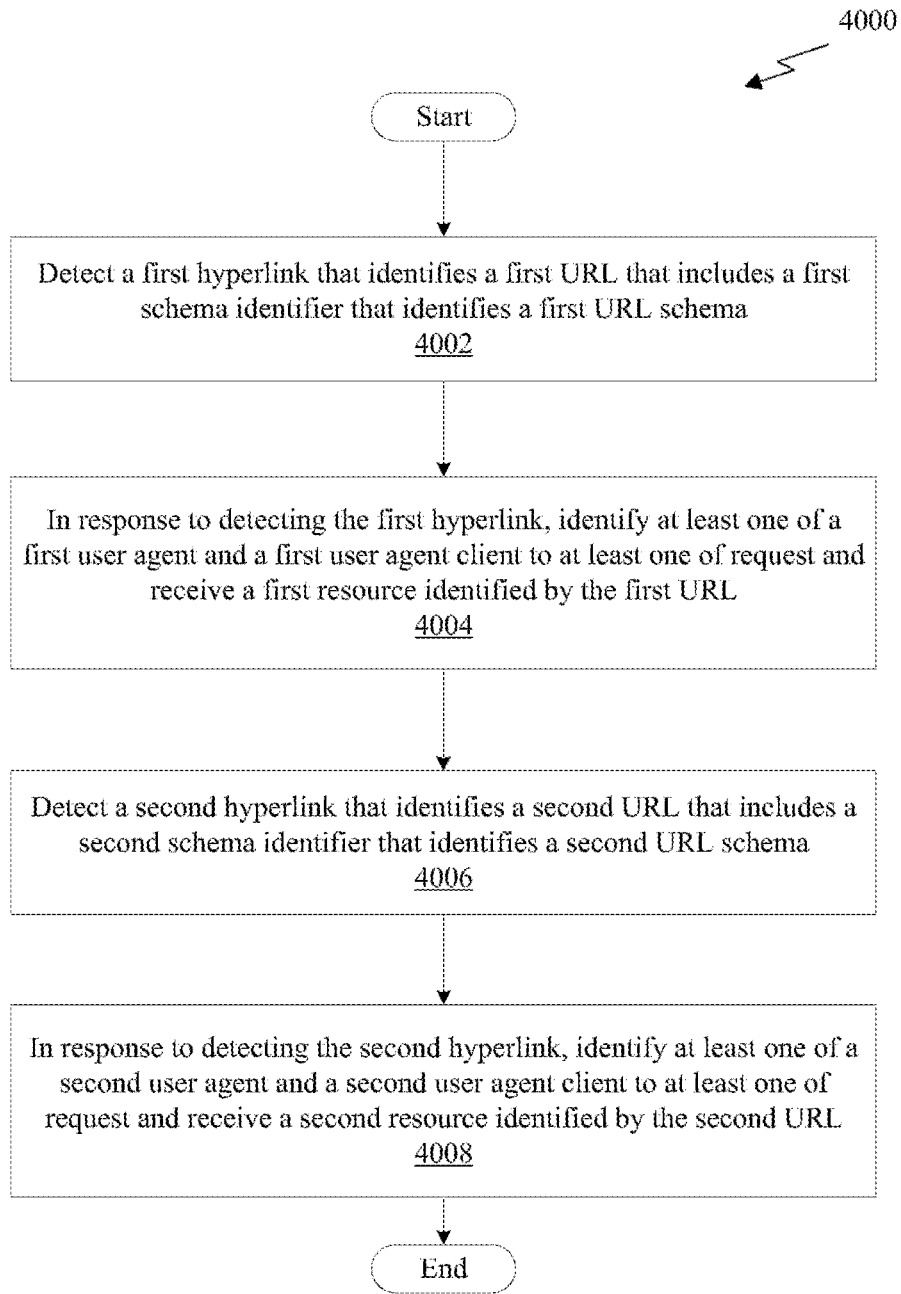 4000
Start
Detect a first hyperlink that identifies a first URL that includes a first
schema identifier that identifies a first URL schema
4002
In response to detecting the first hyperlink, identify at least one of a
first user agent and a first user agent client to at least one of request and
receive a first resource identified by the first URL
4004
Detect a second hyperlink that identifies a second URL that includes a
second schema identifier that identifies a second URL schema
4006
In response to detecting the second hyperlink, identify at least one of a
second user agent and a second user agent client to at least one of
request and receive a second resource identified by the second URL
4008
End